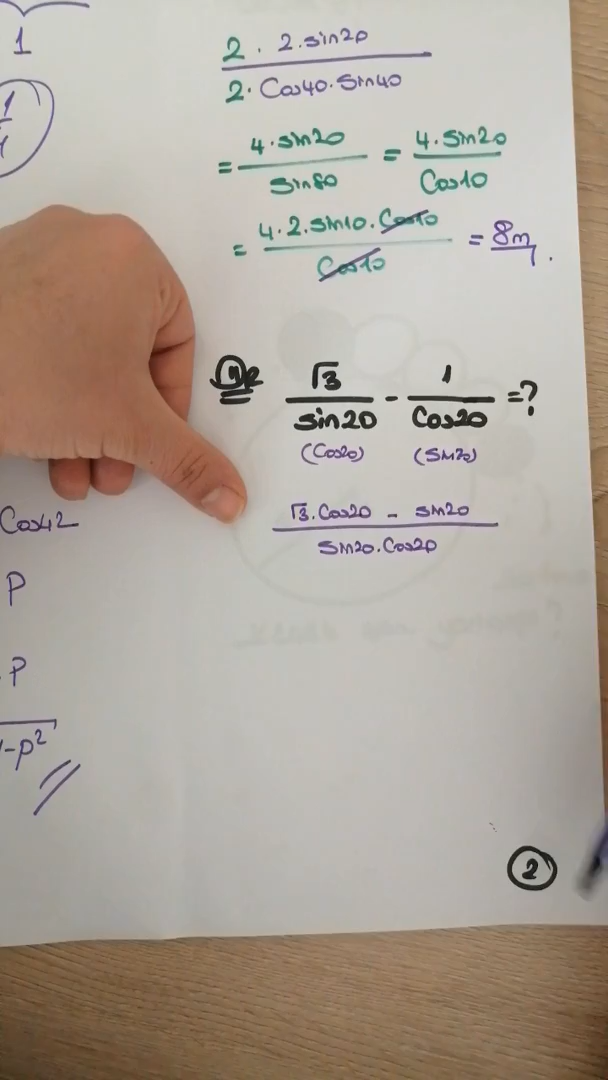 1
2 . 2.sin20
2. Cos40.Sin40
= 4.sin20 = 4.sin20
sin80 Cos10
= 4.2.sin10.Cos10 = 8m
Cos10
√3 - 1 =?
sin20 Cos20
(Cos20) (sin20)
√3.Cos20 - sin20
sin20.Cos20
Cos42
P
. P
-p²
2